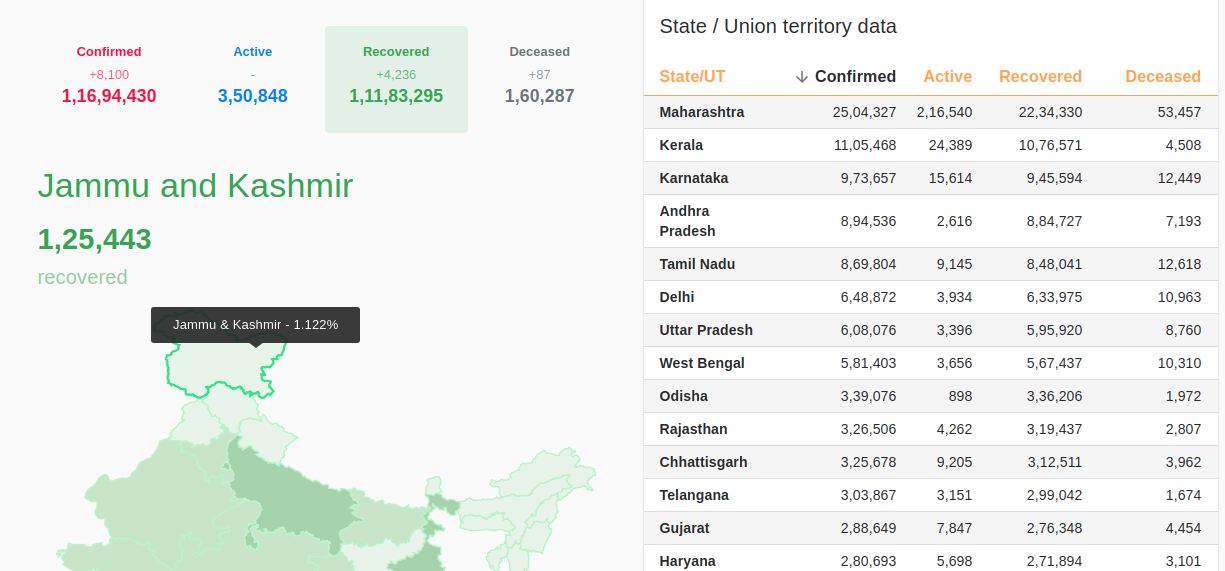 Confirmed Active Recovered Deceased
+8,100 - +4,236 +87
1,16,94,430 3,50,848 1,11,83,295 1,60,287
Jammu and Kashmir
1,25,443
recovered
Jammu & Kashmir - 1.122%
State / Union territory data
State/UT Confirmed Active Recovered Deceased
Maharashtra 25,04,327 2,16,540 22,34,330 53,457
Kerala 11,05,468 24,389 10,76,571 4,508
Karnataka 9,73,657 15,614 9,45,594 12,449
Andhra
Pradesh 8,94,536 2,616 8,84,727 7,193
Tamil Nadu 8,69,804 9,145 8,48,041 12,618
Delhi 6,48,872 3,934 6,33,975 10,963
Uttar Pradesh 6,08,076 3,396 5,95,920 8,760
West Bengal 5,81,403 3,656 5,67,437 10,310
Odisha 3,39,076 898 3,36,206 1,972
Rajasthan 3,26,506 4,262 3,19,437 2,807
Chhattisgarh 3,25,678 9,205 3,12,511 3,962
Telangana 3,03,867 3,151 2,99,042 1,674
Gujarat 2,88,649 7,847 2,76,348 4,454
Haryana 2,80,693 5,698 2,71,894 3,101